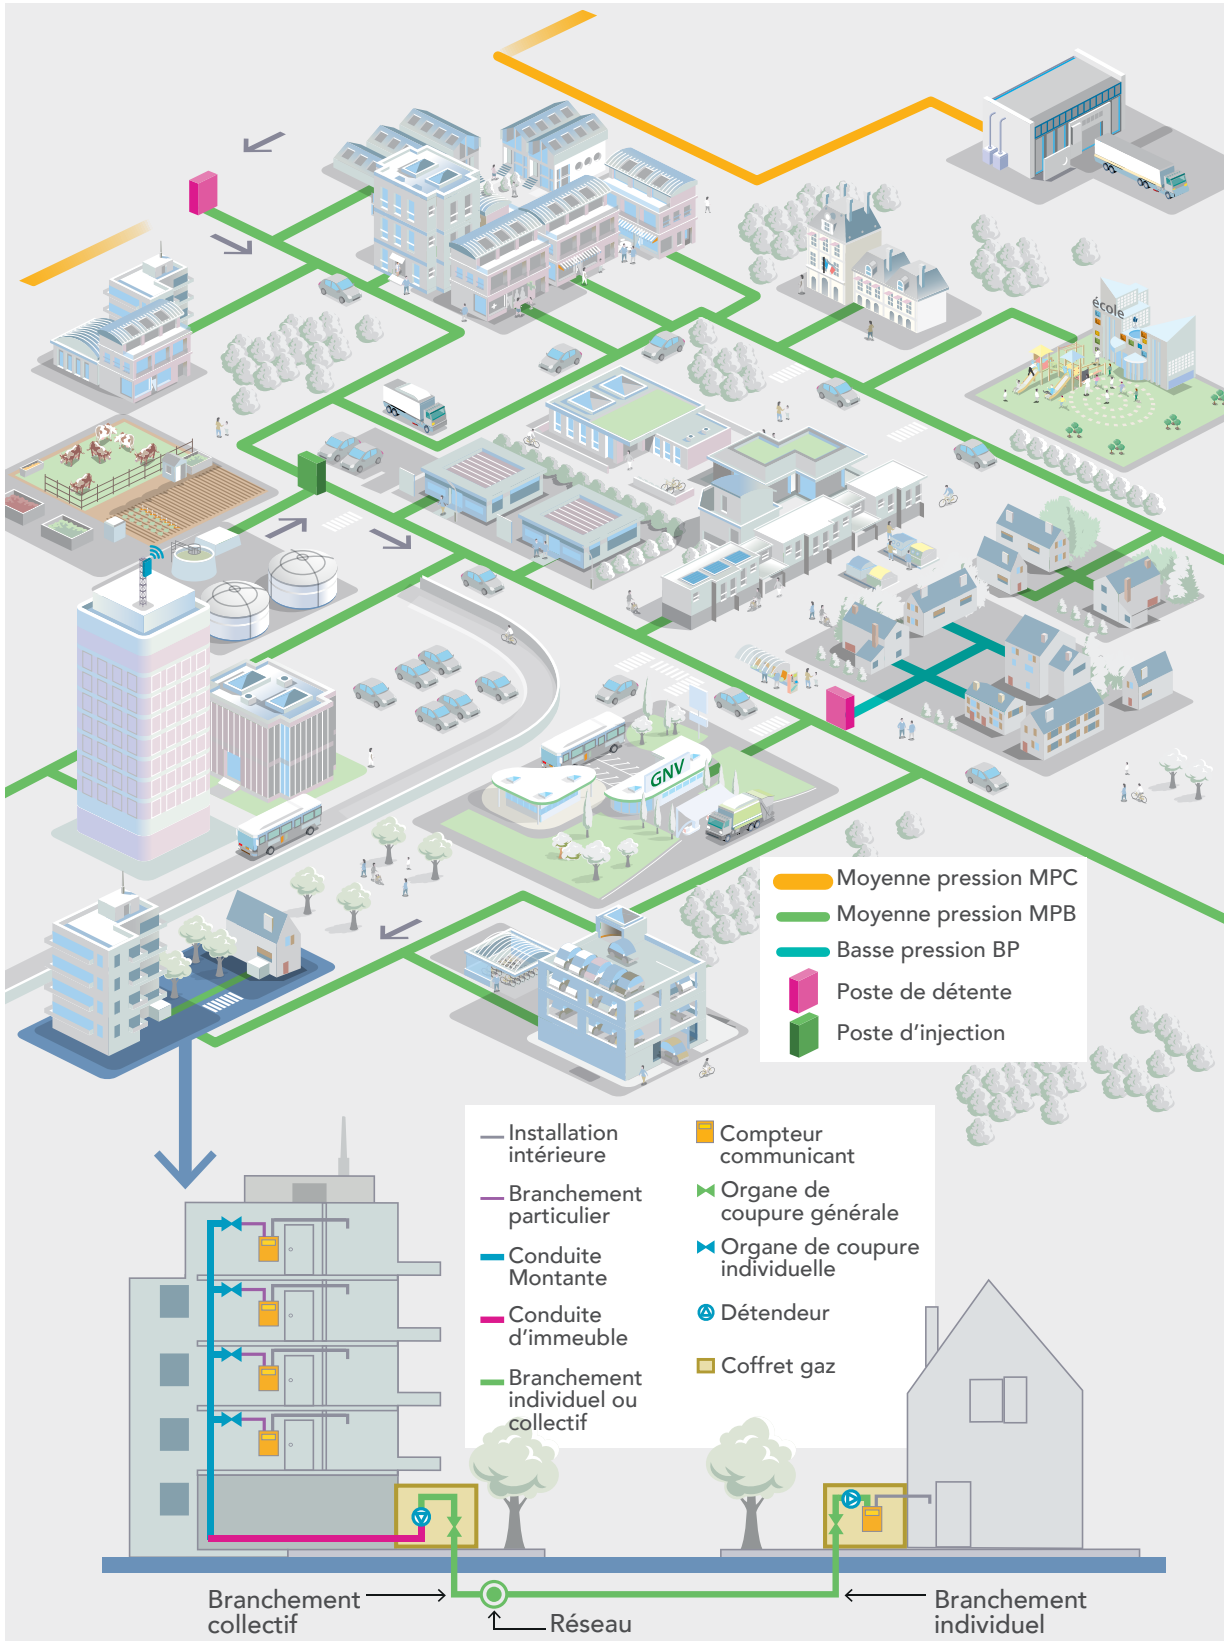 école
GNV
Moyenne pression MPC
Moyenne pression MPB
Basse pression BP
Poste de détente
Poste d'injection
Installation
intérieure
Branchement
particulier
Conduite
Montante
Conduite
d'immeuble
Branchement
individuel ou
collectif
Compteur
communicant
Organe de
coupure générale
Organe de coupure
individuelle
Détendeur
Coffret gaz
Branchement
collectif
Réseau
Branchement
individuel